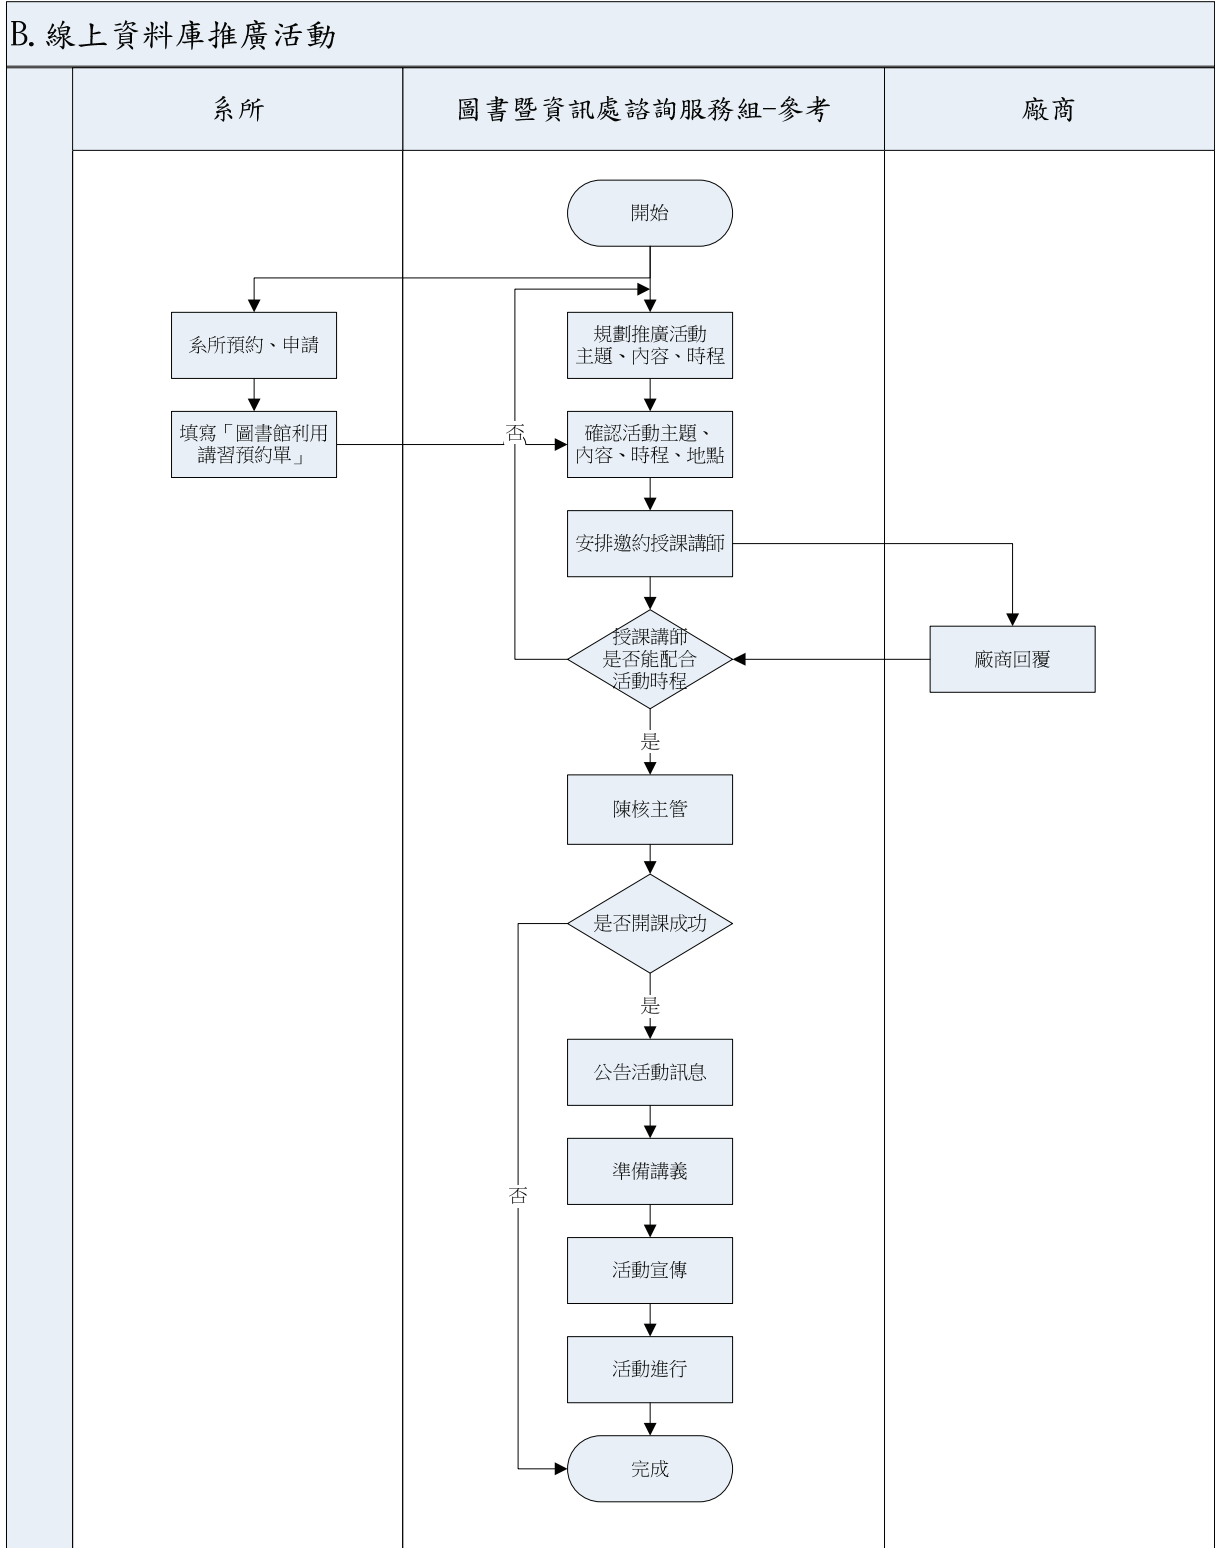 B. 線上資料庫推廣活動
系所
圖書暨資訊處諮詢服務組-參考
廠商
開始
系所預約、申請
規劃推廣活動
主題、內容、時程
填寫「圖書館利用
講習預約單」
否
確認活動主題、
內容、時程、地點
安排邀約授課講師
授課講師
是否能配合
活動時程
廠商回覆
是
陳核主管
是否開課成功
是
公告活動訊息
準備講義
否
活動宣傳
活動進行
完成